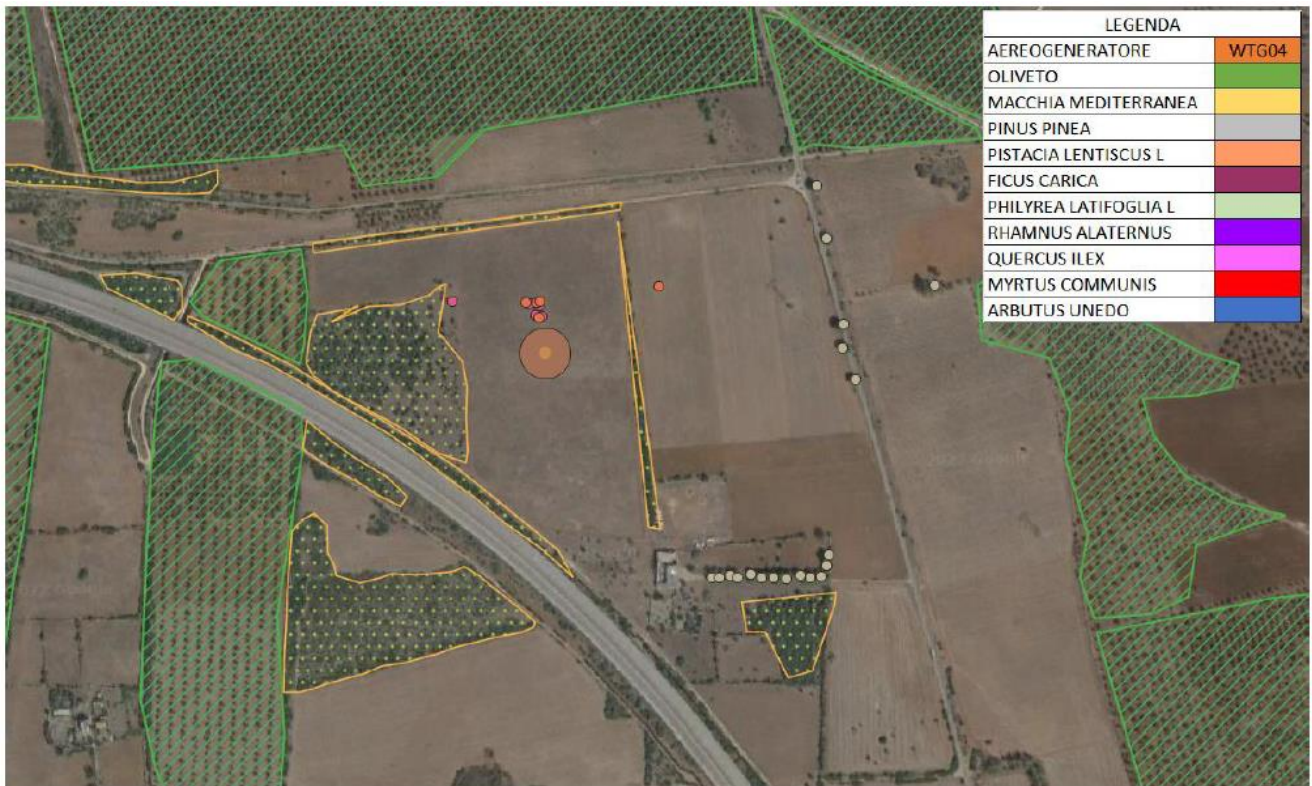 LEGENDA
AEREOGENERATORE WTG04
OLIVETO
MACCHIA MEDITERRANEA
PINUS PINEA
PISTACIA LENTISCUS L
FICUS CARICA
PHILYREA LATIFOGLIA L
RHAMNUS ALATERNUS
QUERCUS ILEX
MYRTUS COMMUNIS
ARBUTUS UNEDO